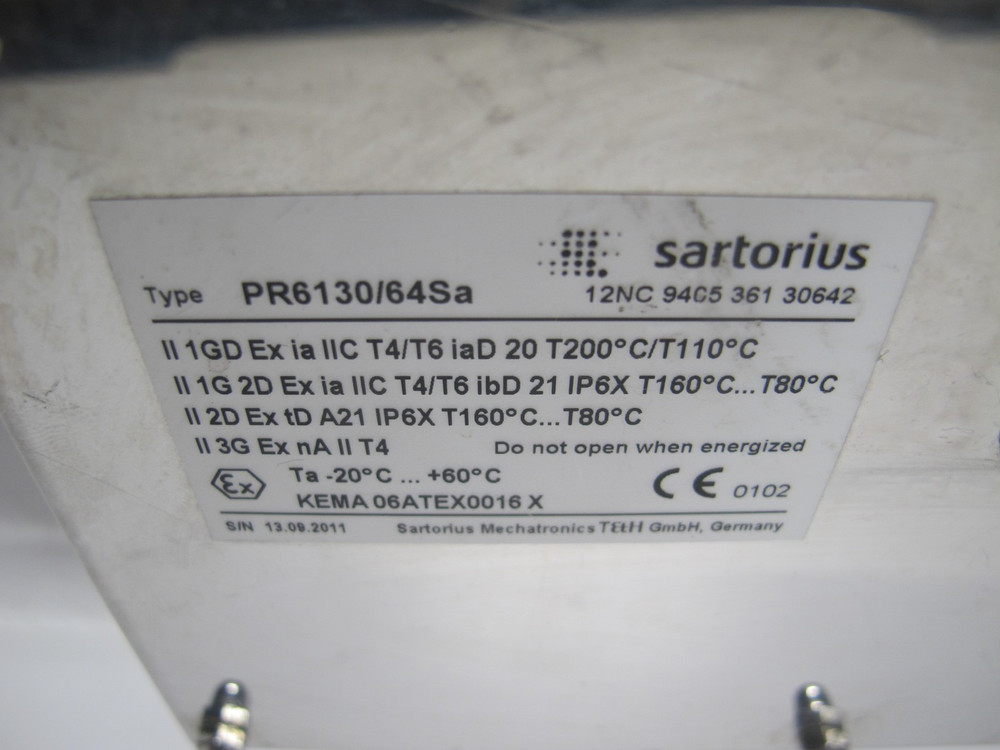 sartorius
Type PR6130/64Sa 12NC 9405 361 30642
II 1GD Ex ia IIC T4/T6 iaD 20 T200°C/T110°C
II 1G 2D Ex ia IIC T4/T6 ibD 21 IP6X T160°C...T80°C
II 2D Ex tD A21 IP6X T160°C...T80°C
II 3G Ex nA II T4 Do not open when energized
Ex Ta -20°C ... +60°C CE 0102
KEMA 06ATEX0016 X
S/N 13.09.2011 Sartorius Mechatronics T&H GmbH, Germany